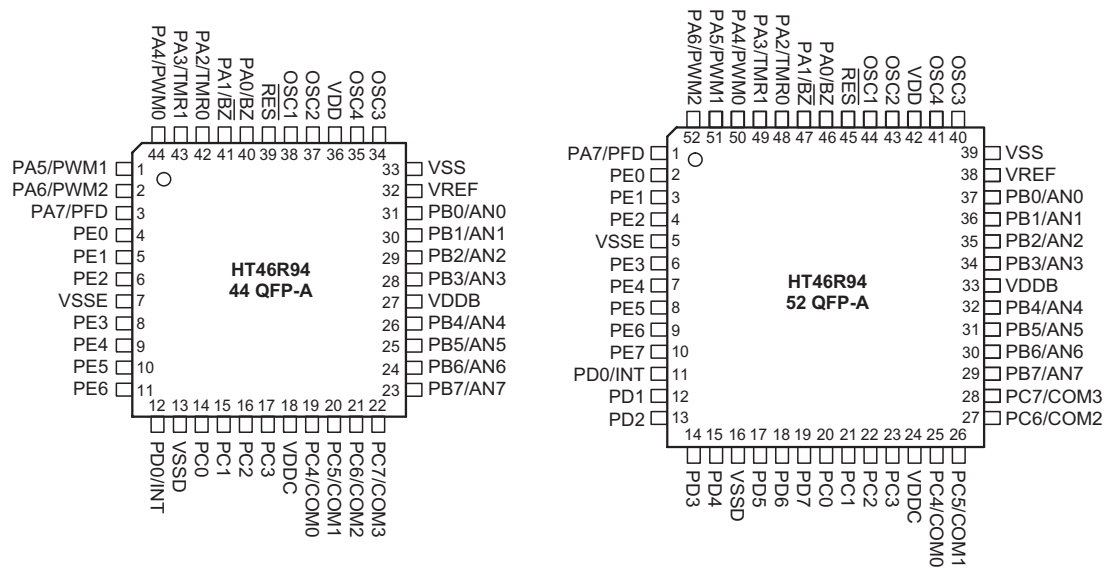 PA4/PWM0
PA3/TMR1
PA2/TMR0
PA1/BZ
PA0/BZ
RES
OSC1
OSC2
VDD
OSC4
OSC3
44 43 42 41 40 39 38 37 36 35 34
PA5/PWM1 1
PA6/PWM2 2
PA7/PFD 3
PE0 4
PE1 5
PE2 6
VSSE 7
PE3 8
PE4 9
PE5 10
PE6 11
HT46R94
44 QFP-A
33 VSS
32 VREF
31 PB0/AN0
30 PB1/AN1
29 PB2/AN2
28 PB3/AN3
27 VDDB
26 PB4/AN4
25 PB5/AN5
24 PB6/AN6
23 PB7/AN7
12 13 14 15 16 17 18 19 20 21 22
PD0/INT
VSSD
PC0
PC1
PC2
PC3
VDDC
PC4/COM0
PC5/COM1
PC6/COM2
PC7/COM3
PA6/PWM2
PA5/PWM1
PA4/PWM0
PA3/TMR1
PA2/TMR0
PA1/BZ
PA0/BZ
RES
OSC1
OSC2
VDD
OSC4
OSC3
52 51 50 49 48 47 46 45 44 43 42 41 40
PA7/PFD 1
PE0 2
PE1 3
PE2 4
VSSE 5
PE3 6
PE4 7
PE5 8
PE6 9
PE7 10
PD0/INT 11
PD1 12
PD2 13
HT46R94
52 QFP-A
39 VSS
38 VREF
37 PB0/AN0
36 PB1/AN1
35 PB2/AN2
34 PB3/AN3
33 VDDB
32 PB4/AN4
31 PB5/AN5
30 PB6/AN6
29 PB7/AN7
28 PC7/COM3
27 PC6/COM2
14 15 16 17 18 19 20 21 22 23 24 25 26
PD3
PD4
VSSD
PD5
PD6
PD7
PC0
PC1
PC2
PC3
VDDC
PC4/COM0
PC5/COM1